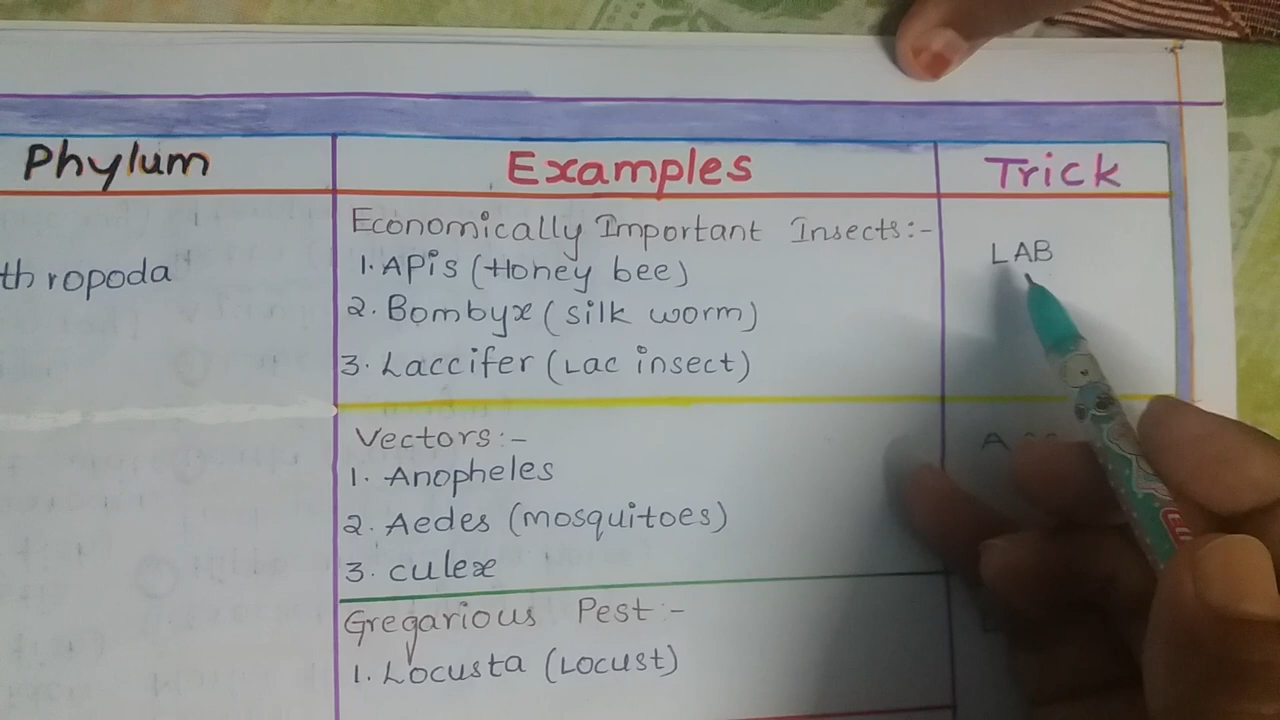 Phylum Examples Trick
thropoda
Economically Important Insects:-
1. Apis (Honey bee)
2. Bombyx (silk worm)
3. Laccifer (Lac insect)
LAB
Vectors:-
1. Anopheles
2. Aedes (mosquitoes)
3. culex
A
Gregarious Pest:-
1. Locusta (Locust)